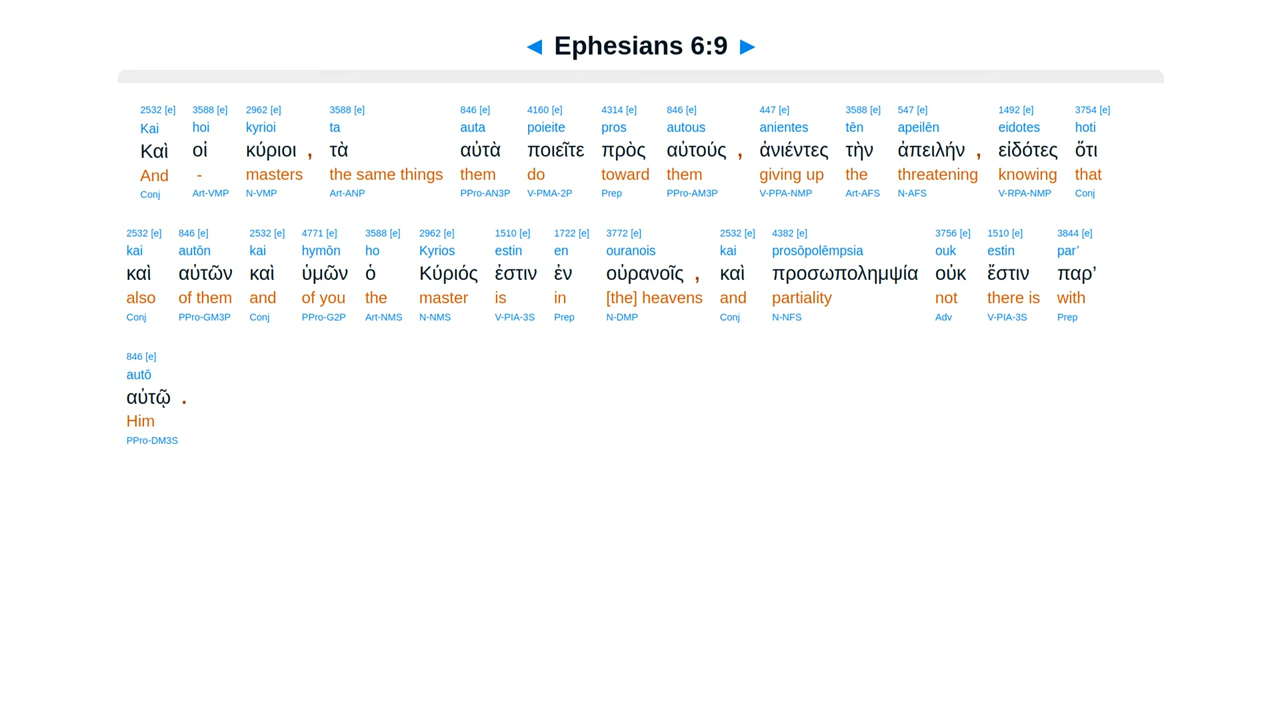 ◄ Ephesians 6:9 ►
2532 [e] 3588 [e] 2962 [e] 3588 [e] 846 [e] 4160 [e] 4314 [e] 846 [e] 447 [e] 3588 [e] 547 [e] 1492 [e] 3754 [e]
Kai hoi kyrioi ta auta poieite pros autous anientes tēn apeilēn eidotes hoti
Καὶ οἱ κύριοι , τὰ αὐτὰ ποιεῖτε πρὸς αὐτούς , ἀνιέντες τὴν ἀπειλήν , εἰδότες ὅτι
And - masters the same things them do toward them giving up the threatening knowing that
Conj Art-VMP N-VMP Art-ANP PPro-AN3P V-PMA-2P Prep PPro-AM3P V-PPA-NMP Art-AFS N-AFS V-RPA-NMP Conj
2532 [e] 846 [e] 2532 [e] 4771 [e] 3588 [e] 2962 [e] 1510 [e] 1722 [e] 3772 [e] 2532 [e] 4382 [e] 3756 [e] 1510 [e] 3844 [e]
kai autōn kai hymōn ho Kyrios estin en ouranois kai prosōpolēmpsia ouk estin par’
καὶ αὐτῶν καὶ ὑμῶν ὁ Κύριός ἐστιν ἐν οὐρανοῖς , καὶ προσωπολημψία οὐκ ἔστιν παρ’
also of them and of you the master is in [the] heavens and partiality not there is with
Conj PPro-GM3P Conj PPro-G2P Art-NMS N-NMS V-PIA-3S Prep N-DMP Conj N-NFS Adv V-PIA-3S Prep
846 [e]
autō
αὐτῷ .
Him
PPro-DM3S